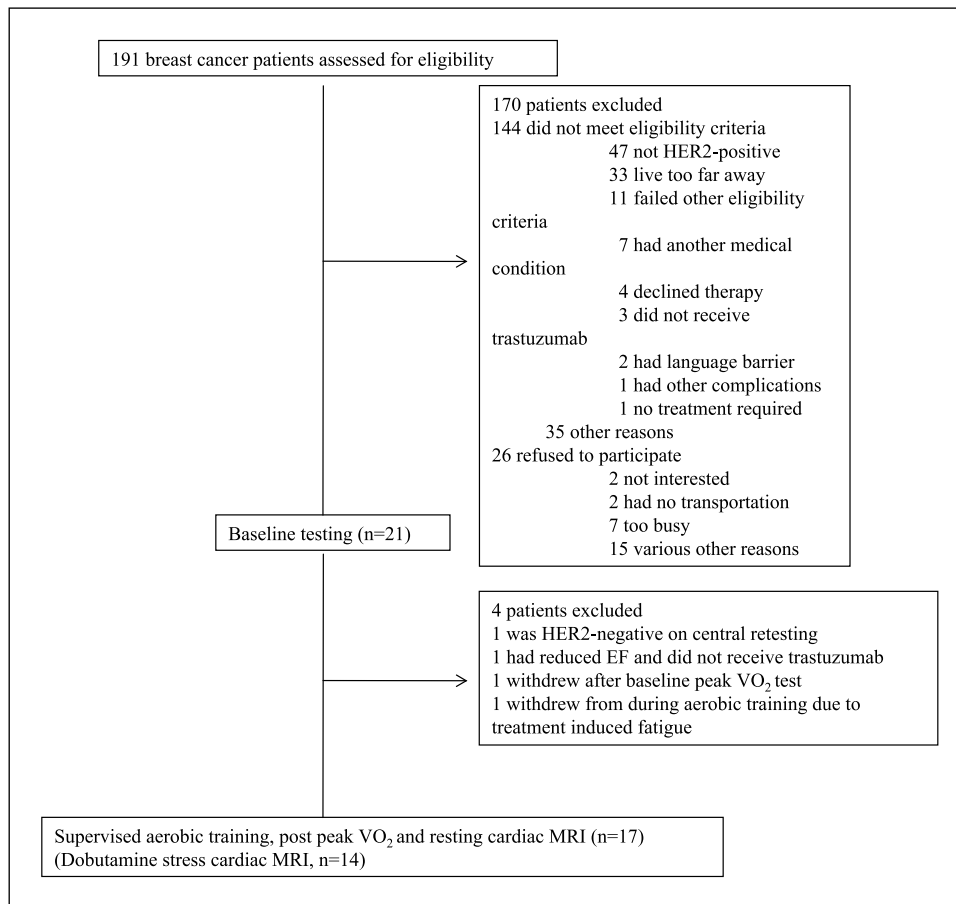 191 breast cancer patients assessed for eligibility
170 patients excluded
144 did not meet eligibility criteria
47 not HER2-positive
33 live too far away
11 failed other eligibility
criteria
7 had another medical
condition
4 declined therapy
3 did not receive
trastuzumab
2 had language barrier
1 had other complications
1 no treatment required
35 other reasons
26 refused to participate
2 not interested
2 had no transportation
7 too busy
15 various other reasons
Baseline testing (n=21)
4 patients excluded
1 was HER2-negative on central retesting
1 had reduced EF and did not receive trastuzumab
1 withdrew after baseline peak VO₂ test
1 withdrew from during aerobic training due to
treatment induced fatigue
Supervised aerobic training, post peak VO₂ and resting cardiac MRI (n=17)
(Dobutamine stress cardiac MRI, n=14)